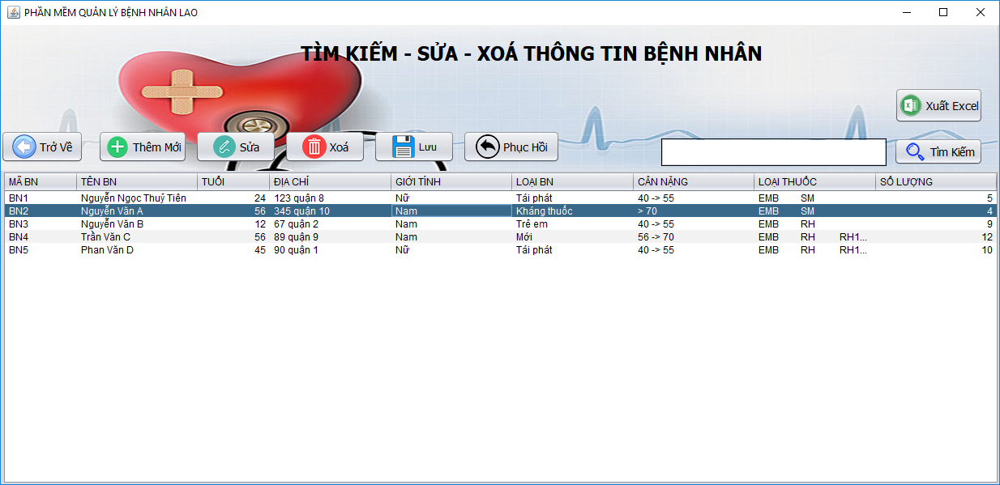 PHẦN MỀM QUẢN LÝ BỆNH NHÂN LAO
TÌM KIẾM - SỬA - XOÁ THÔNG TIN BỆNH NHÂN
Xuất Excel
Trở Về Thêm Mới Sửa Xoá Lưu Phục Hồi Tìm Kiếm
MÃ BN TÊN BN TUỔI ĐỊA CHỈ GIỚI TÍNH LOẠI BN CÂN NẶNG LOẠI THUỐC SỐ LƯỢNG
BN1 Nguyễn Ngọc Thuỷ Tiên 24 123 quận 8 Nữ Tái phát 40 -> 55 EMB SM 5
BN2 Nguyễn Văn A 56 345 quận 10 Nam Kháng thuốc > 70 EMB SM 4
BN3 Nguyễn Văn B 12 67 quận 2 Nam Trẻ em 40 -> 55 EMB RH 9
BN4 Trần Văn C 56 89 quận 9 Nam Mới 56 -> 70 EMB RH RH1... 12
BN5 Phan Văn D 45 90 quận 1 Nữ Tái phát 40 -> 55 EMB RH RH1... 10